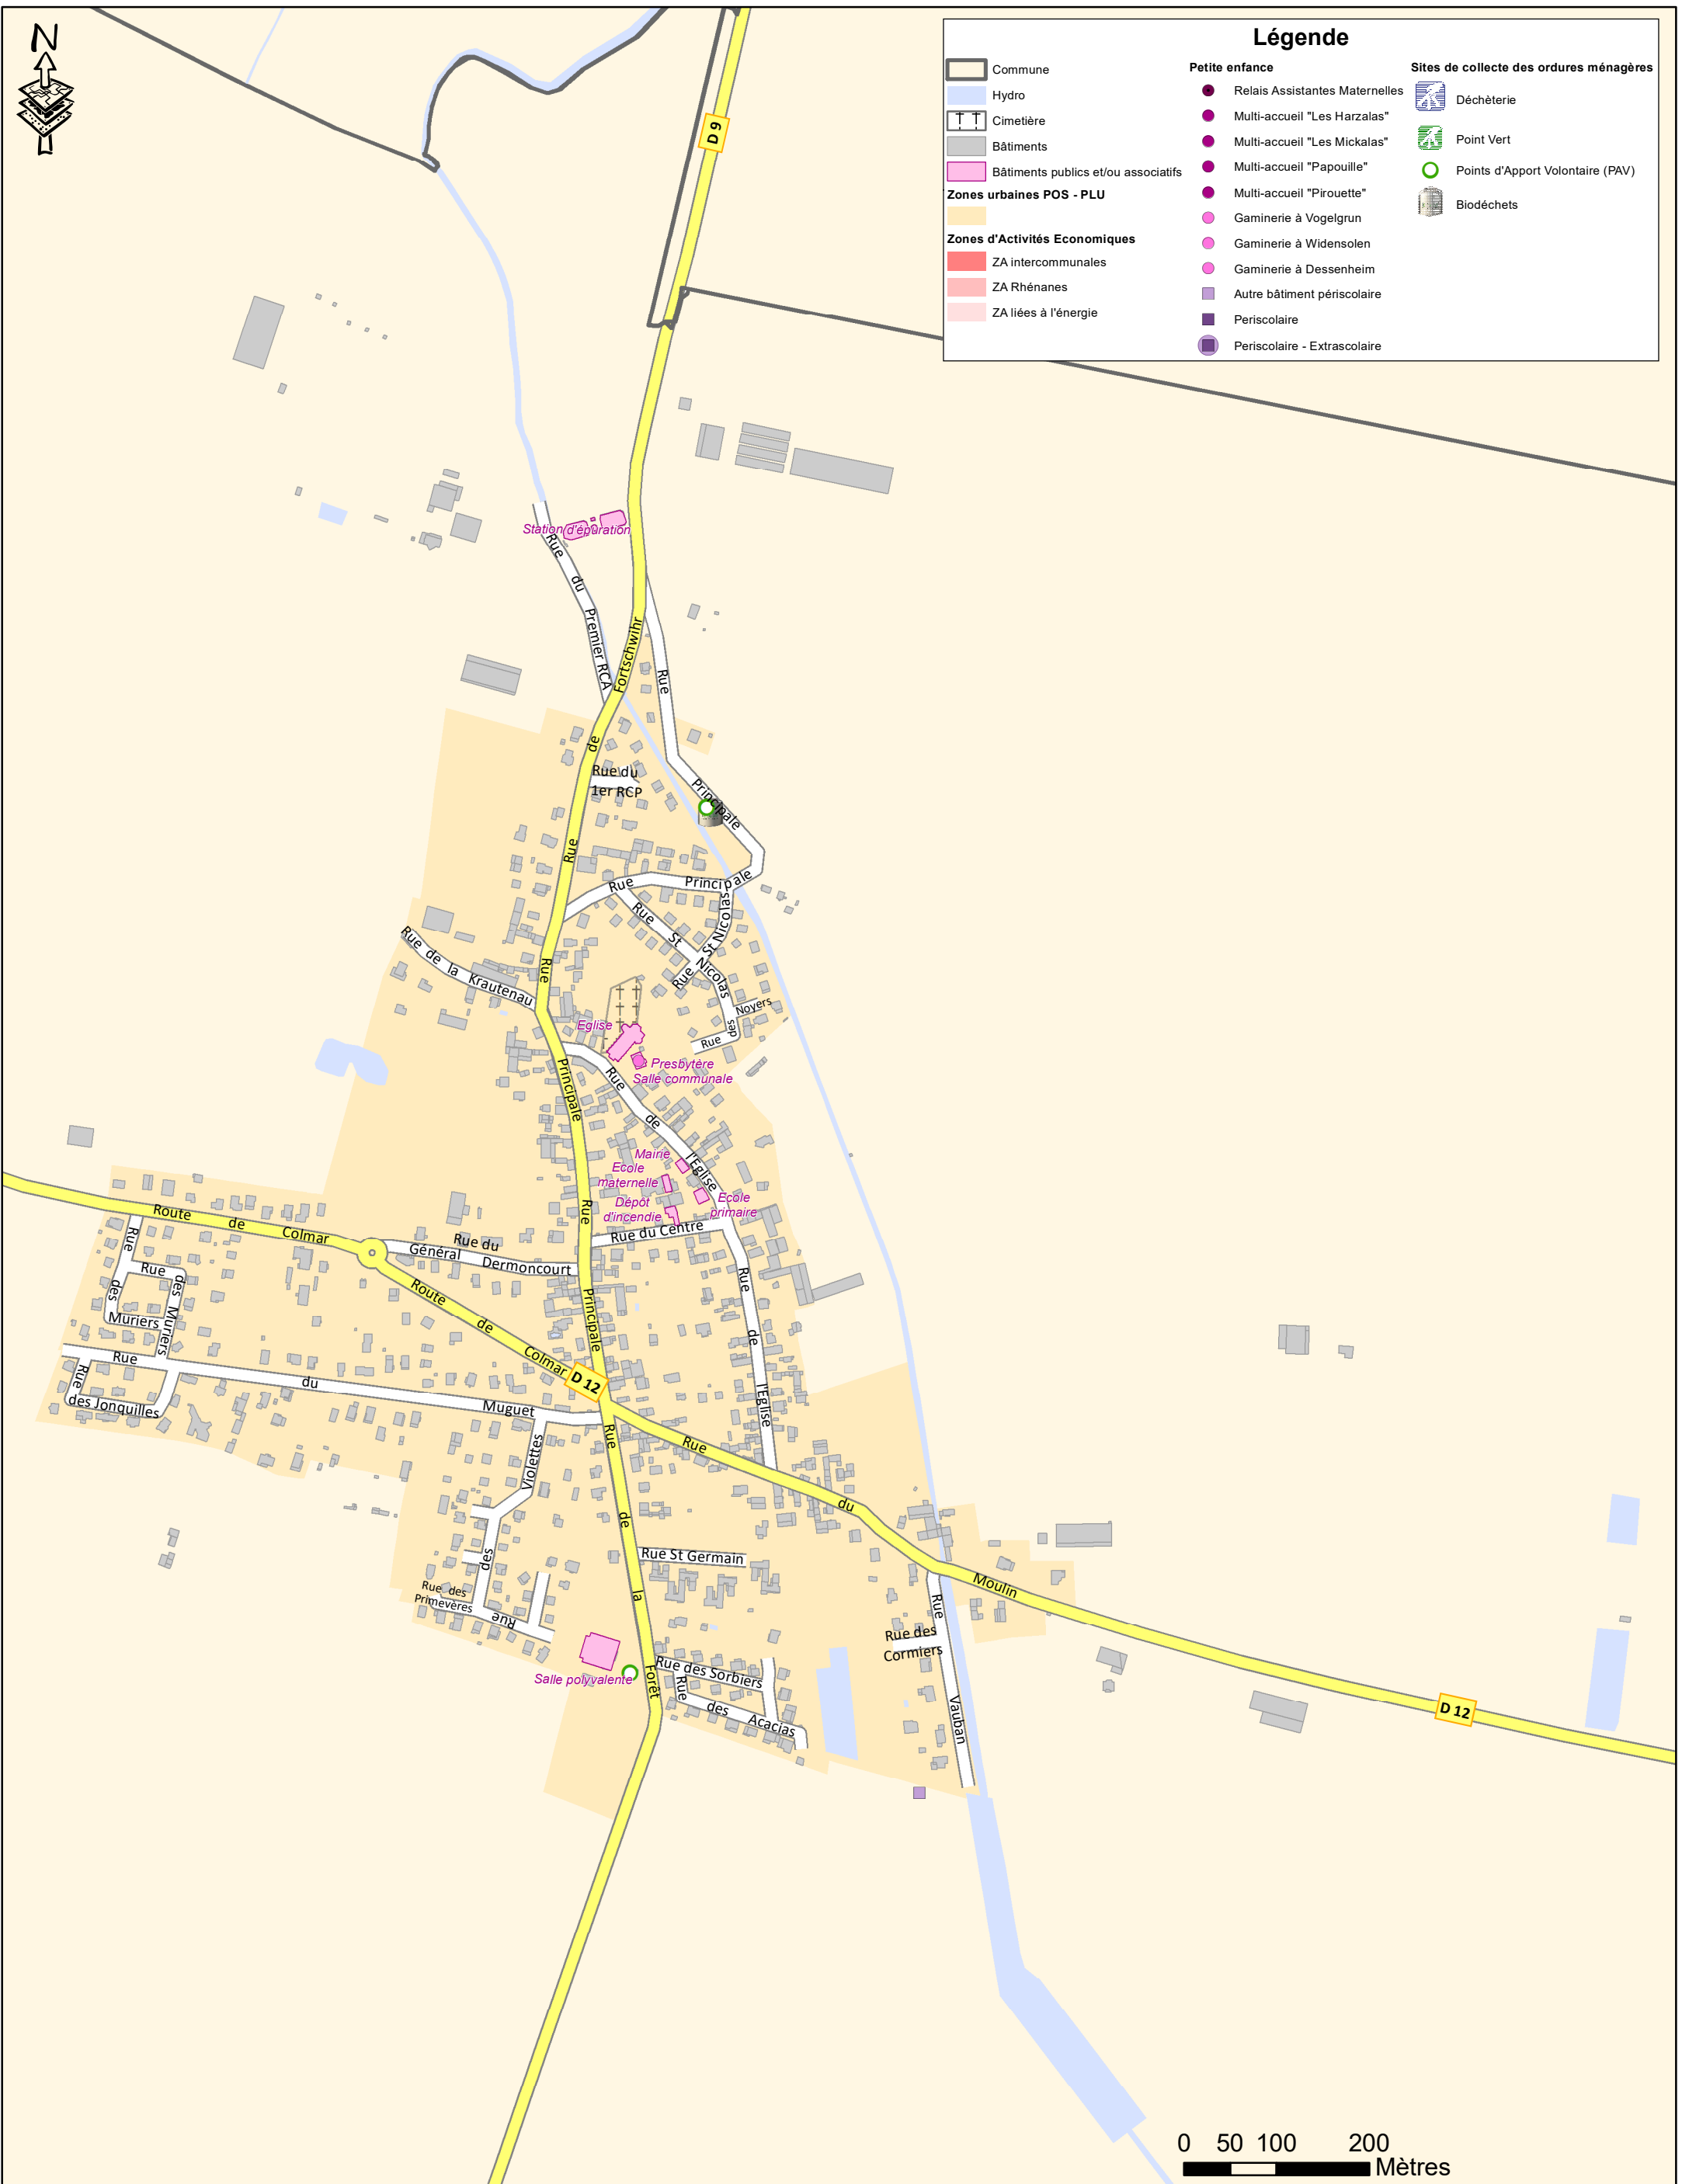 N
Légende
Commune
Hydro
Cimetière
Bâtiments
Bâtiments publics et/ou associatifs
Zones urbaines POS - PLU
Zones d'Activités Economiques
ZA intercommunales
ZA Rhénanes
ZA liées à l'énergie
Petite enfance
Relais Assistantes Maternelles
Multi-accueil "Les Harzalas"
Multi-accueil "Les Mickalas"
Multi-accueil "Papouille"
Multi-accueil "Pirouette"
Gaminerie à Vogelgrun
Gaminerie à Widensolen
Gaminerie à Dessenheim
Autre bâtiment périscolaire
Periscolaire
Periscolaire - Extrascolaire
Sites de collecte des ordures ménagères
Déchèterie
Point Vert
Points d'Apport Volontaire (PAV)
Biodéchets
D 9
Station d'épuration
Rue du Premier RCA
Rue de Fortschwihr
Rue Principale
Rue du
1er RCP
Rue Principale
Rue St Nicolas
Rue St Nicolas
Rue de la Krautenau
Rue des Noyers
Eglise
Presbytère
Salle communale
Rue Principale
Rue de l'Eglise
Mairie
Ecole
maternelle
Ecole
primaire
Dépôt
d'incendie
Rue du Centre
Route de Colmar
Rue du
Général Dermoncourt
Rue Principale
Rue des Muriers
Rue des Muriers
Route de Colmar
D 12
Rue de l'Eglise
Rue du Muguet
Rue
des Jonquilles
Rue des Violettes
Rue de la Forêt
Rue du Moulin
Rue St Germain
Rue des
Primevères
Salle polyvalente
Rue des Sorbiers
Rue des Acacias
Rue des
Cormiers
Rue Vauban
D 12
0 50 100 200
Mètres